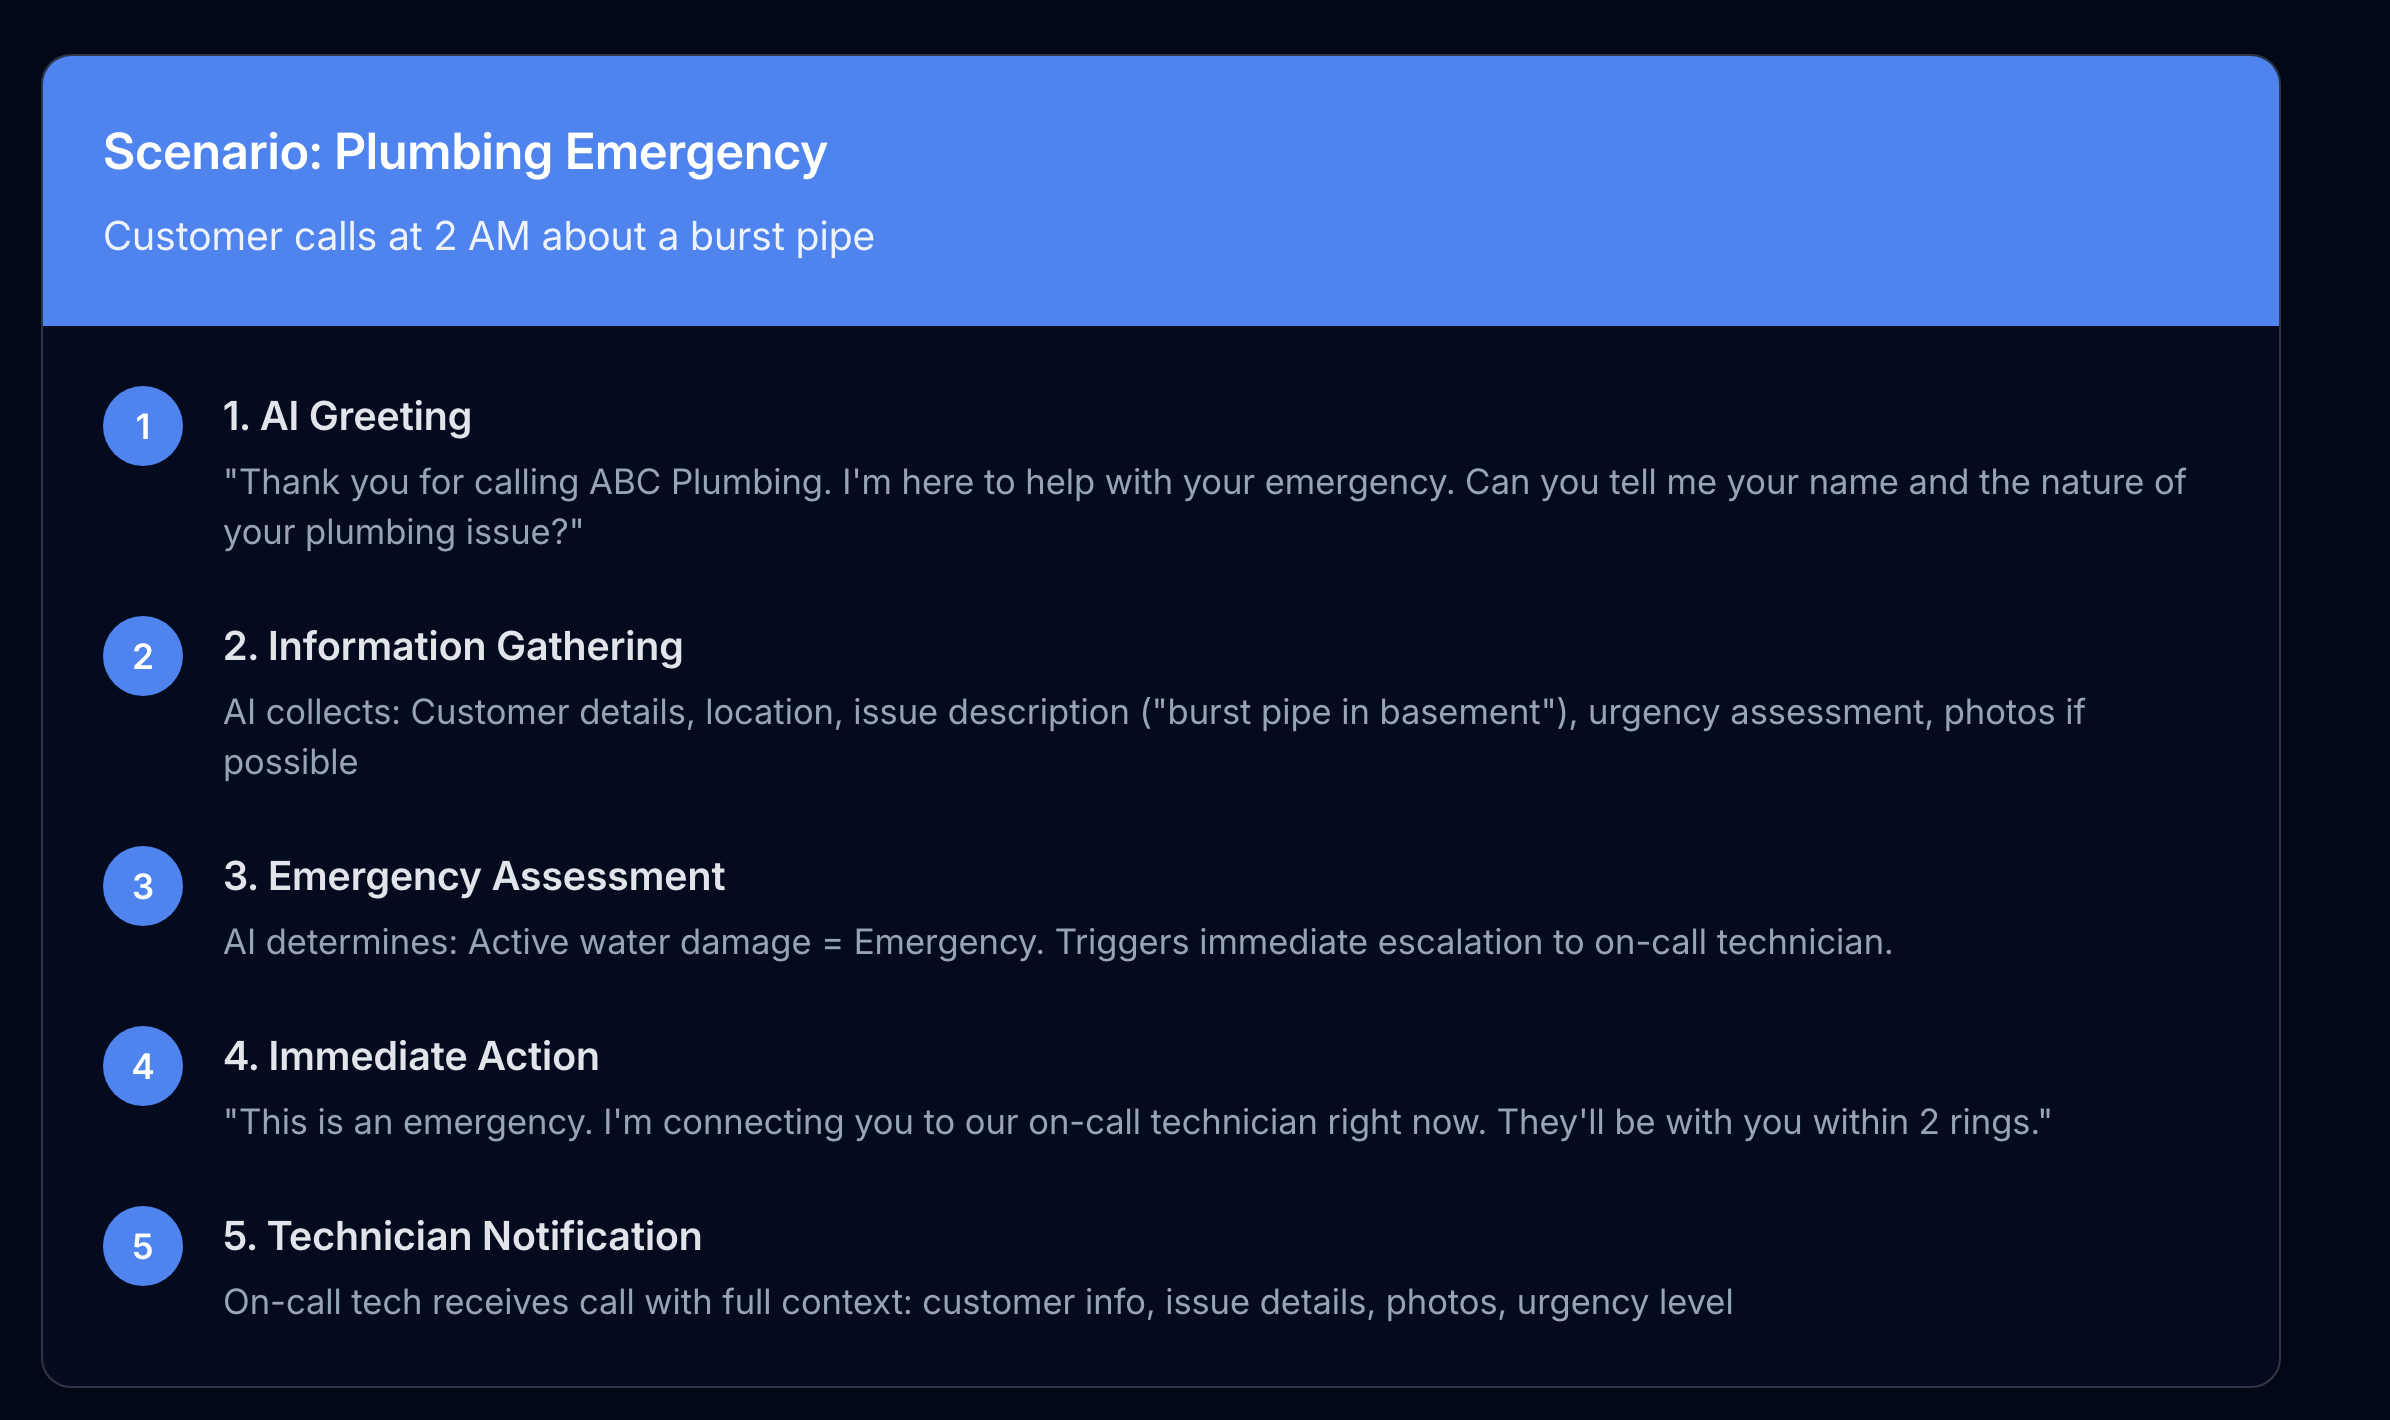 Scenario: Plumbing Emergency
Customer calls at 2 AM about a burst pipe
1
1. AI Greeting
"Thank you for calling ABC Plumbing. I'm here to help with your emergency. Can you tell me your name and the nature of
your plumbing issue?"
2
2. Information Gathering
AI collects: Customer details, location, issue description ("burst pipe in basement"), urgency assessment, photos if
possible
3
3. Emergency Assessment
AI determines: Active water damage = Emergency. Triggers immediate escalation to on-call technician.
4
4. Immediate Action
"This is an emergency. I'm connecting you to our on-call technician right now. They'll be with you within 2 rings."
5
5. Technician Notification
On-call tech receives call with full context: customer info, issue details, photos, urgency level